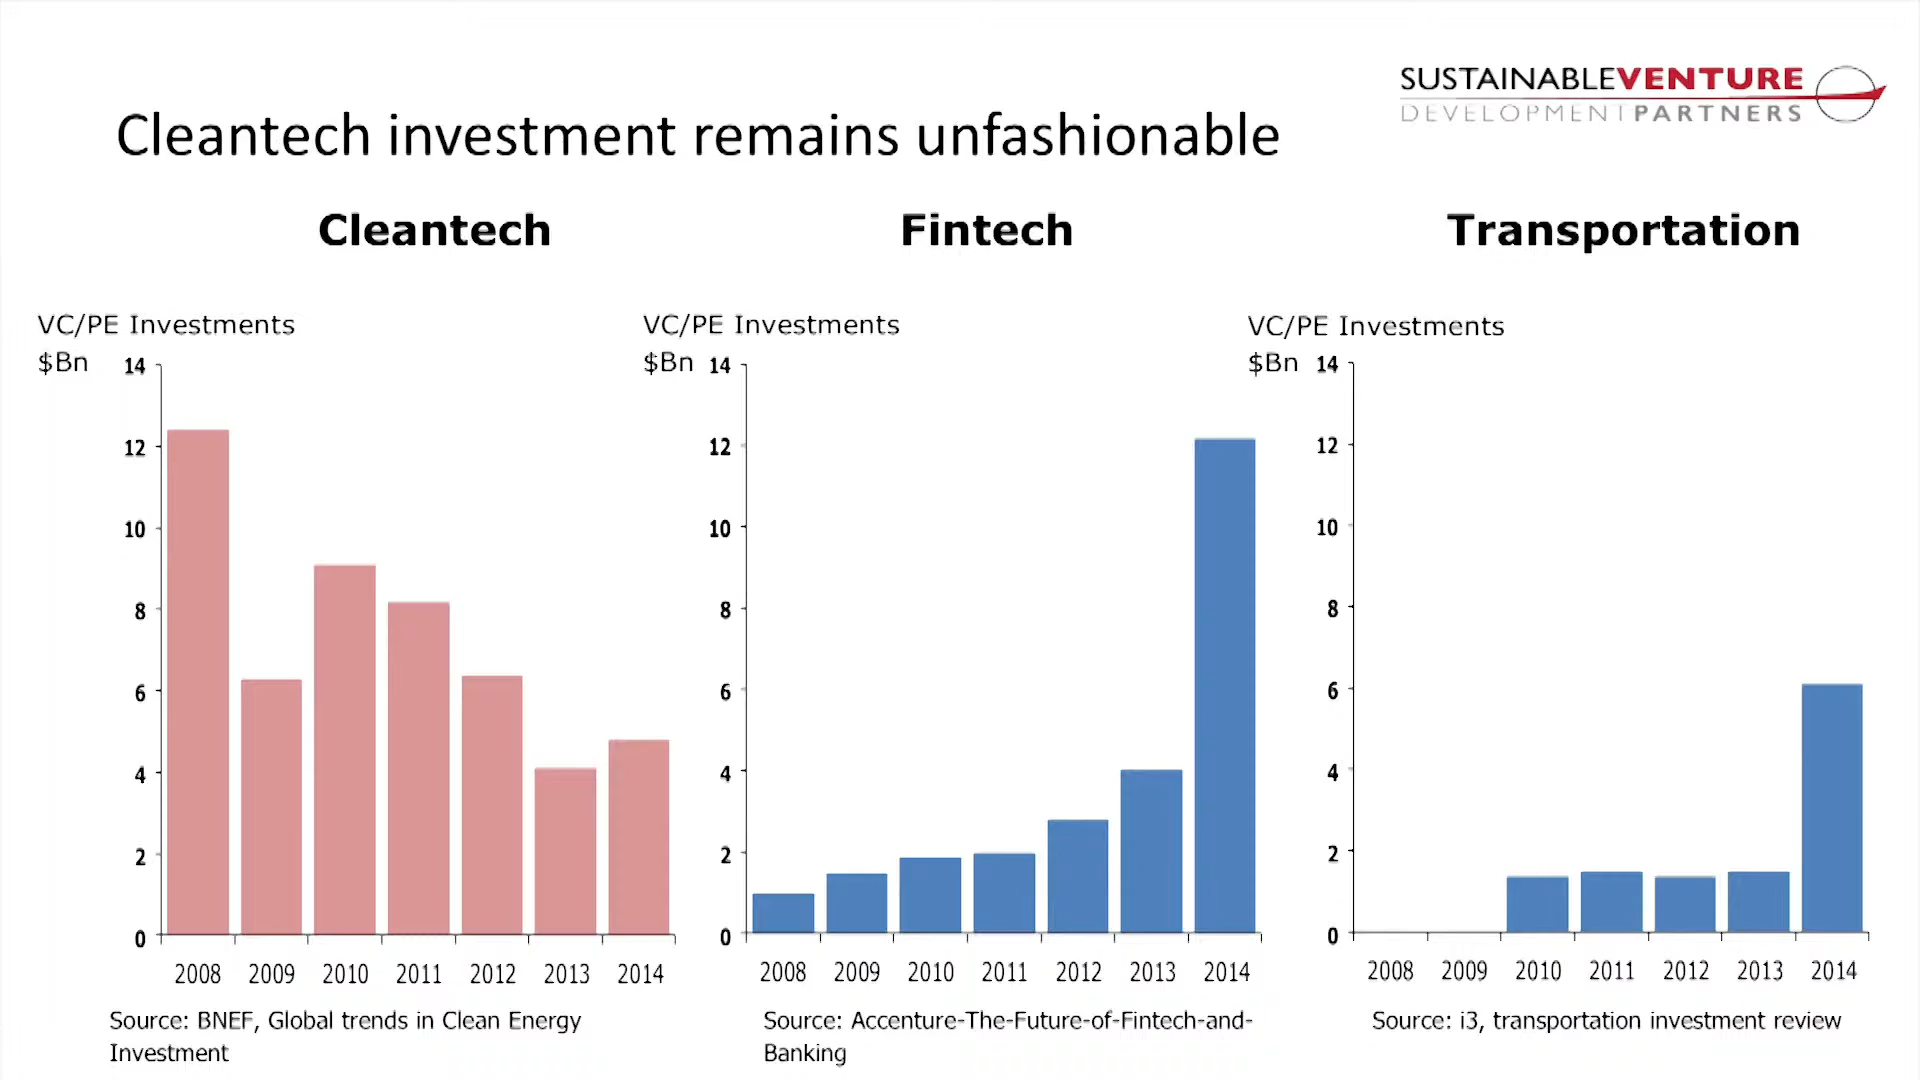 SUSTAINABLEVENTURE
DEVELOPMENTPARTNERS
Cleantech investment remains unfashionable
Cleantech
VC/PE Investments
$Bn
14
12
10
8
6
4
2
0
2008 2009 2010 2011 2012 2013 2014
Source: BNEF, Global trends in Clean Energy
Investment
Fintech
VC/PE Investments
$Bn
14
12
10
8
6
4
2
0
2008 2009 2010 2011 2012 2013 2014
Source: Accenture-The-Future-of-Fintech-and-
Banking
Transportation
VC/PE Investments
$Bn
14
12
10
8
6
4
2
0
2008 2009 2010 2011 2012 2013 2014
Source: i3, transportation investment review